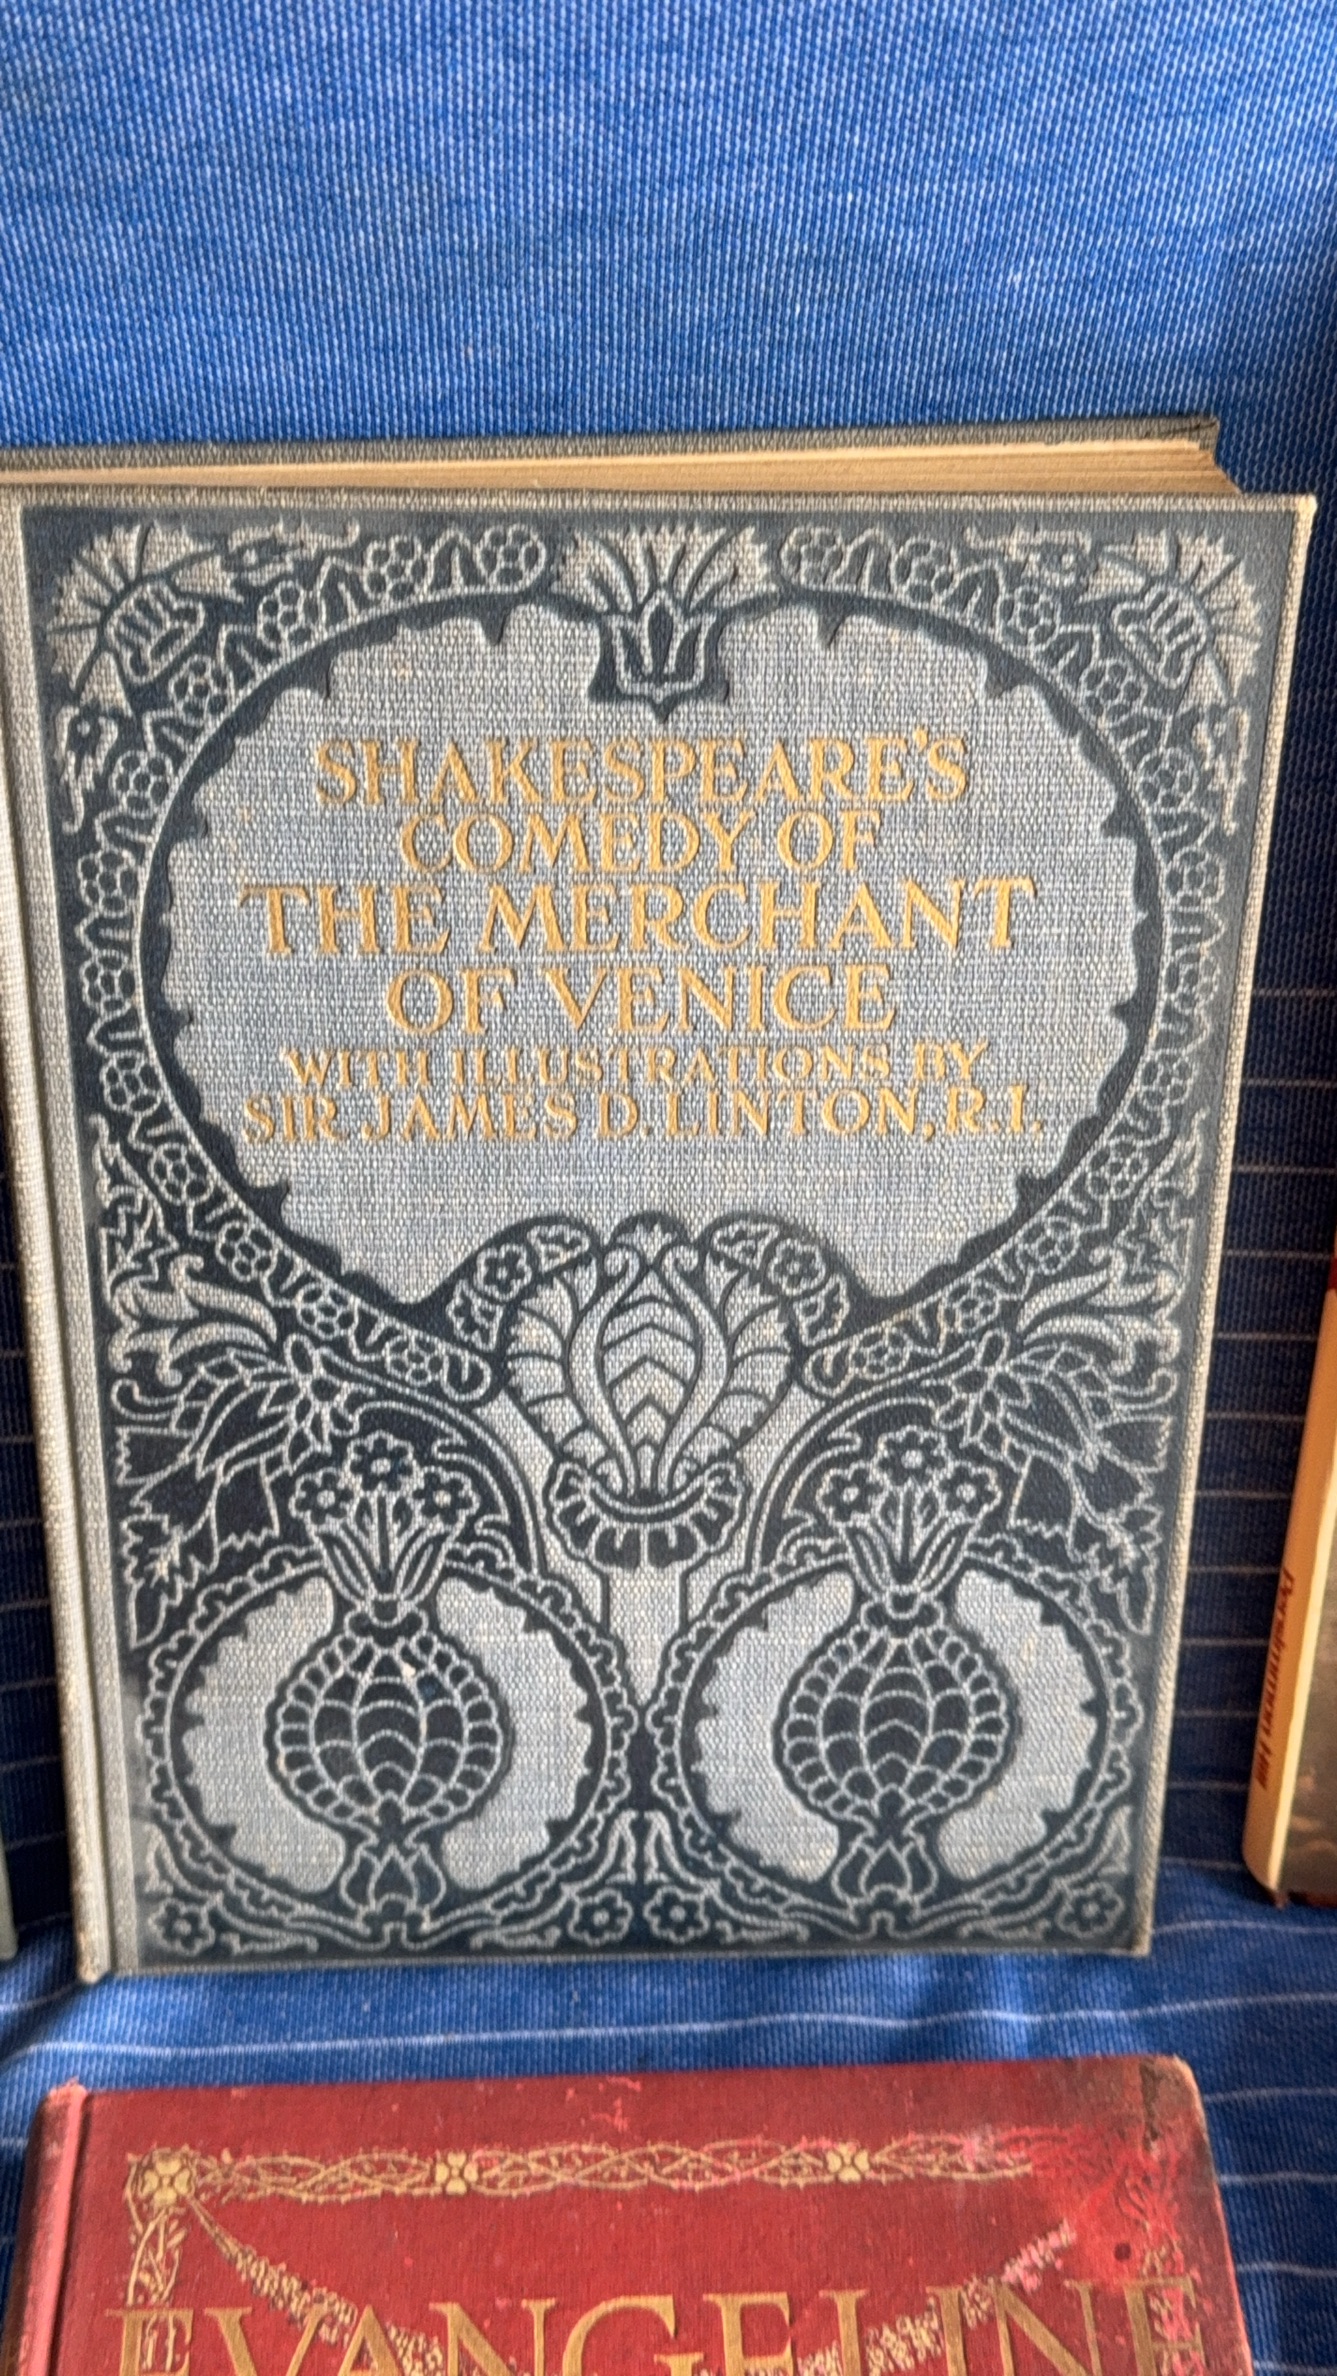 SHAKESPEARE'S
COMEDY OF
THE MERCHANT
OF VENICE
WITH ILLUSTRATIONS BY
SIR JAMES D. LINTON, R.I.
EVANGELINE